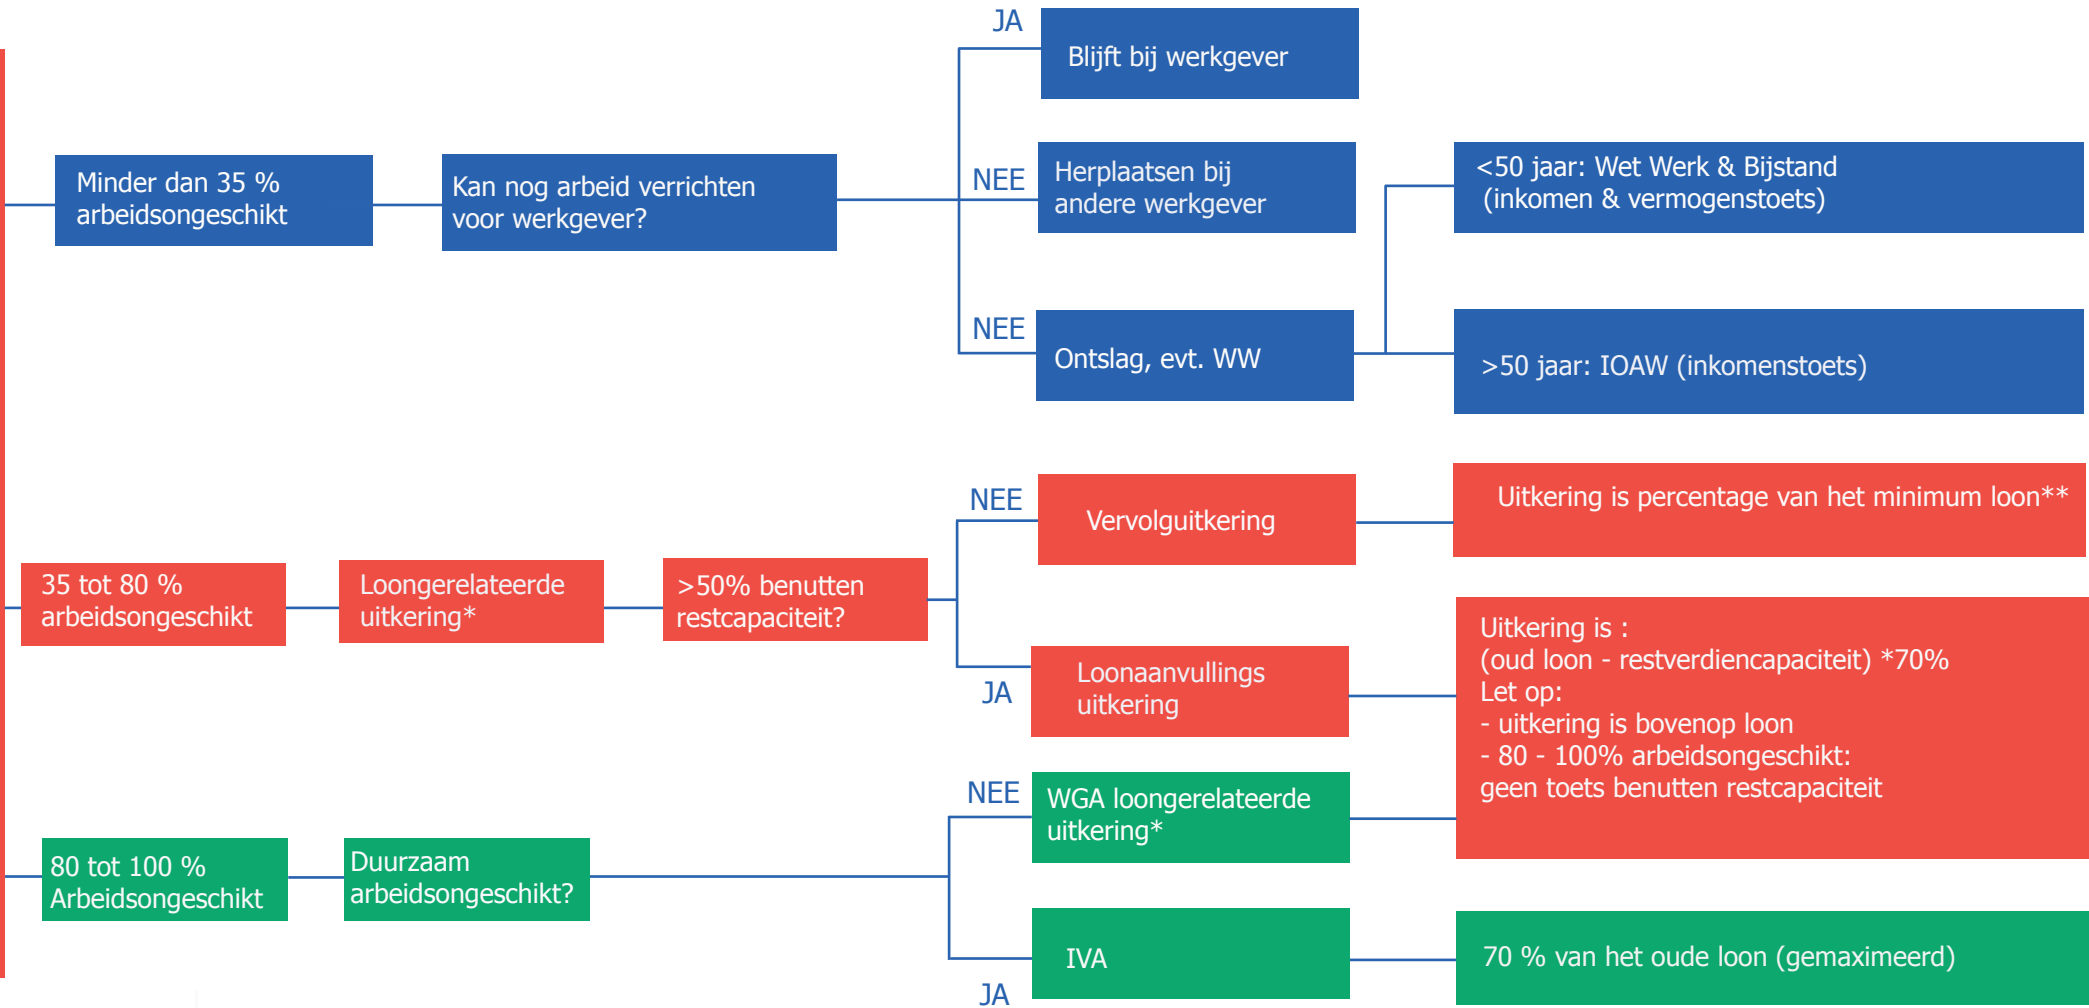 JA
Blijft bij werkgever
Minder dan 35 %
arbeidsongeschikt
Kan nog arbeid verrichten
voor werkgever?
NEE
Herplaatsen bij
andere werkgever
<50 jaar: Wet Werk & Bijstand
(inkomen & vermogenstoets)
NEE
Ontslag, evt. WW
>50 jaar: IOAW (inkomenstoets)
NEE
Vervolguitkering
Uitkering is percentage van het minimum loon**
35 tot 80 %
arbeidsongeschikt
Loongerelateerde
uitkering*
>50% benutten
restcapaciteit?
JA
Loonaanvullings
uitkering
Uitkering is :
(oud loon - restverdiencapaciteit) *70%
Let op:
- uitkering is bovenop loon
- 80 - 100% arbeidsongeschikt:
geen toets benutten restcapaciteit
NEE
WGA loongerelateerde
uitkering*
80 tot 100 %
Arbeidsongeschikt
Duurzaam
arbeidsongeschikt?
JA
IVA
70 % van het oude loon (gemaximeerd)